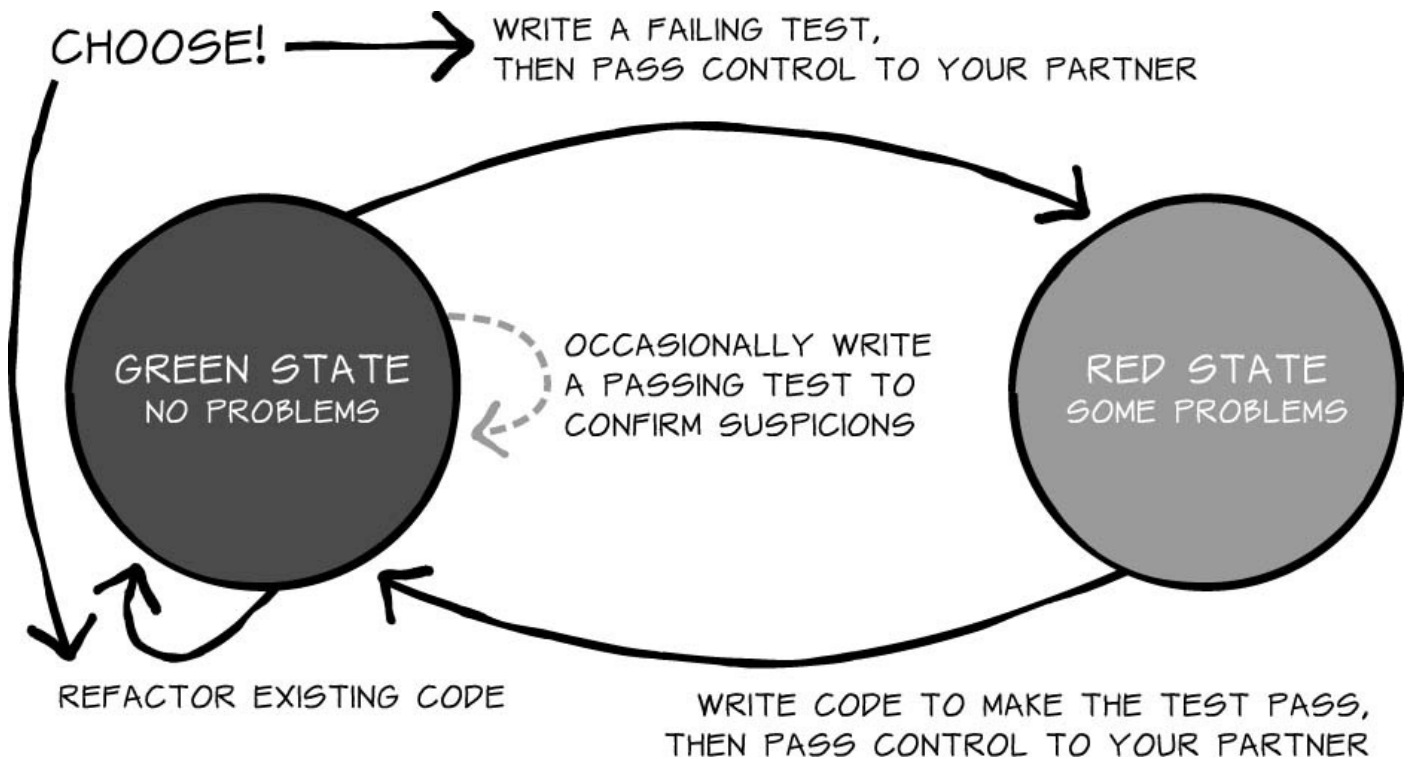 CHOOSE!
WRITE A FAILING TEST,
THEN PASS CONTROL TO YOUR PARTNER
GREEN STATE
NO PROBLEMS
OCCASIONALLY WRITE
A PASSING TEST TO
CONFIRM SUSPICIONS
RED STATE
SOME PROBLEMS
REFACTOR EXISTING CODE
WRITE CODE TO MAKE THE TEST PASS,
THEN PASS CONTROL TO YOUR PARTNER